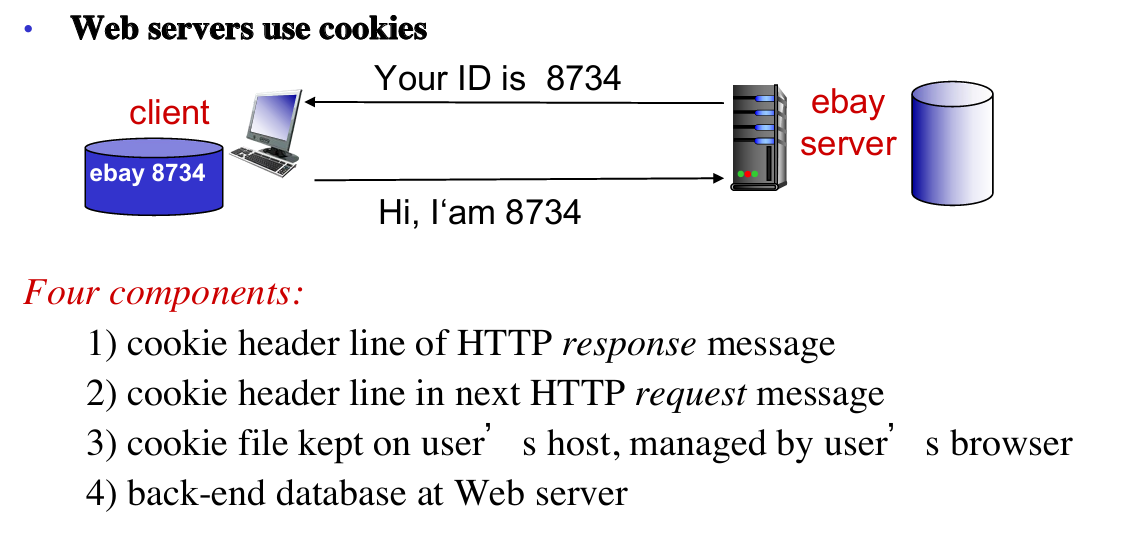 • Web servers use cookies
Your ID is 8734
client
ebay
server
ebay 8734
Hi, I‘am 8734
Four components:
1) cookie header line of HTTP response message
2) cookie header line in next HTTP request message
3) cookie file kept on user’ s host, managed by user’ s browser
4) back-end database at Web server